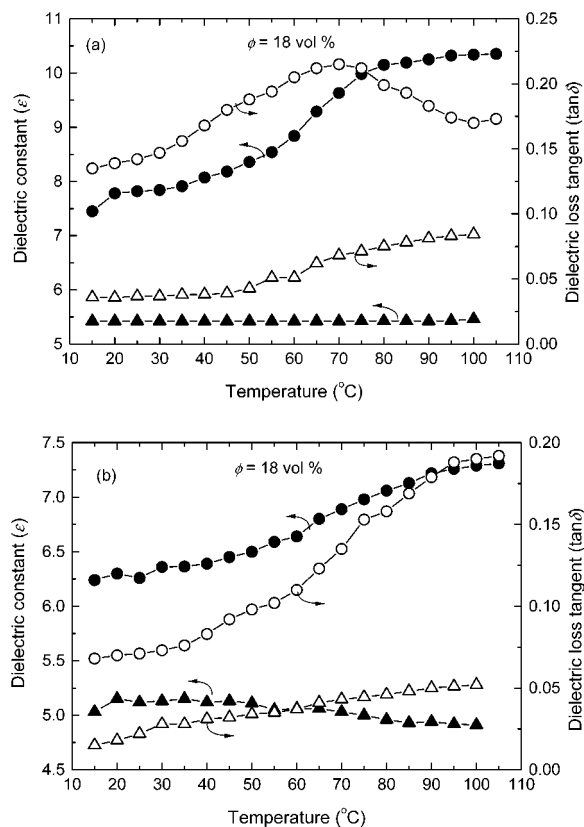 (a)
ϕ = 18 vol %
Dielectric constant (ε)
11
10
9
8
7
6
5
Dielectric loss tangent (tanδ)
0.25
0.20
0.15
0.10
0.05
0.00
10 20 30 40 50 60 70 80 90 100 110
Temperature (°C)
(b)
ϕ = 18 vol %
Dielectric constant (ε)
7.5
7.0
6.5
6.0
5.5
5.0
4.5
Dielectric loss tangent (tanδ)
0.20
0.15
0.10
0.05
0.00
10 20 30 40 50 60 70 80 90 100 110
Temperature (°C)